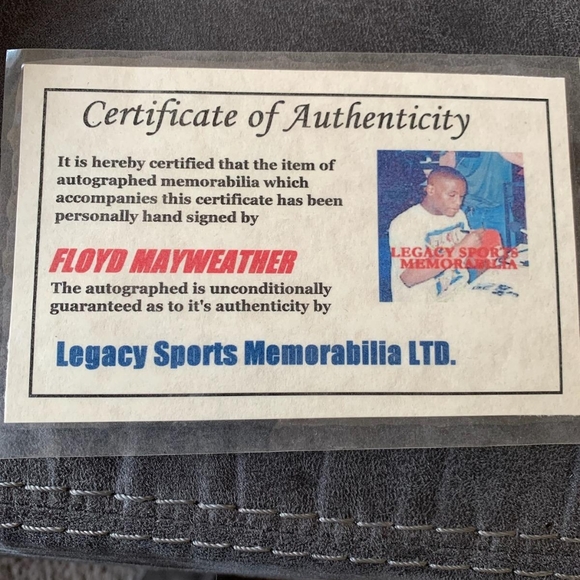 Certificate of Authenticity
It is hereby certified that the item of
autographed memorabilia which
accompanies this certificate has been
personally hand signed by
FLOYD MAYWEATHER
The autographed is unconditionally
guaranteed as to it's authenticity by
Legacy Sports Memorabilia LTD.
LEGACY SPORTS
MEMORABILIA